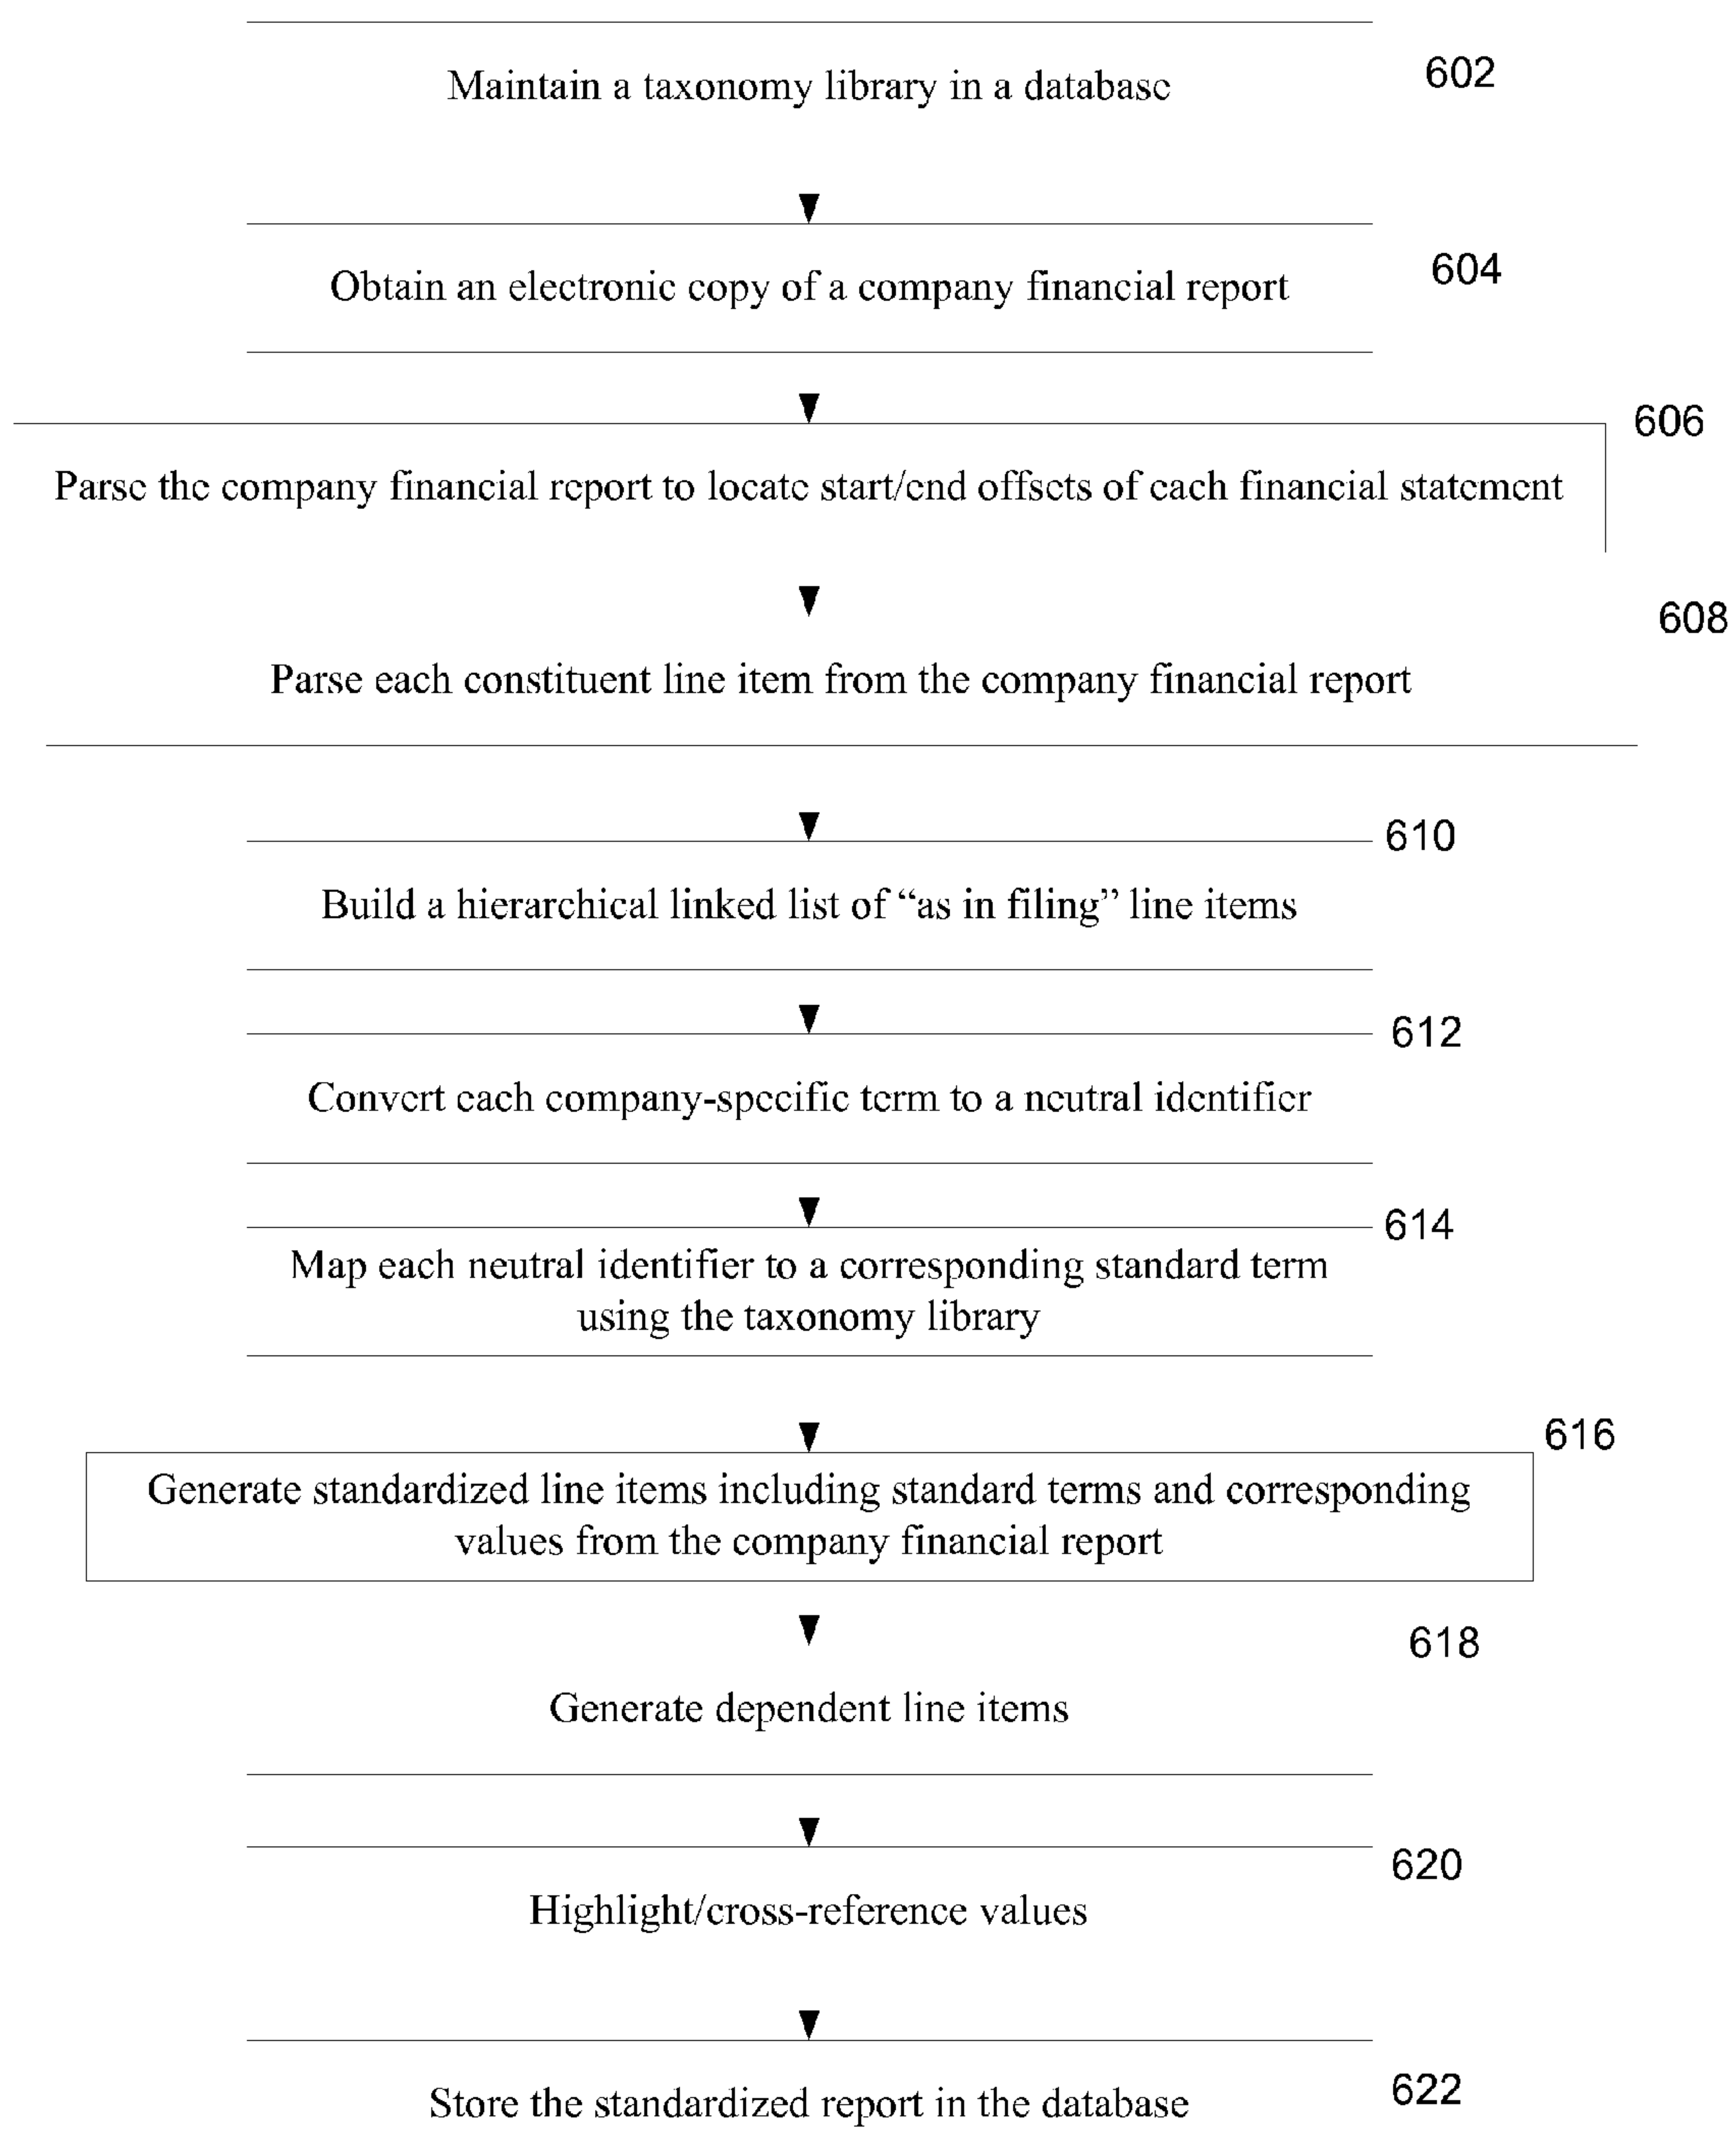 Maintain a taxonomy library in a database
602
Obtain an electronic copy of a company financial report
604
606
Parse the company financial report to locate start/end offsets of each financial statement
608
Parse each constituent line item from the company financial report
610
Build a hierarchical linked list of “as in filing” line items
612
Convert each company-specific term to a neutral identifier
614
Map each neutral identifier to a corresponding standard term
using the taxonomy library
616
Generate standardized line items including standard terms and corresponding
values from the company financial report
618
Generate dependent line items
620
Highlight/cross-reference values
622
Store the standardized report in the database